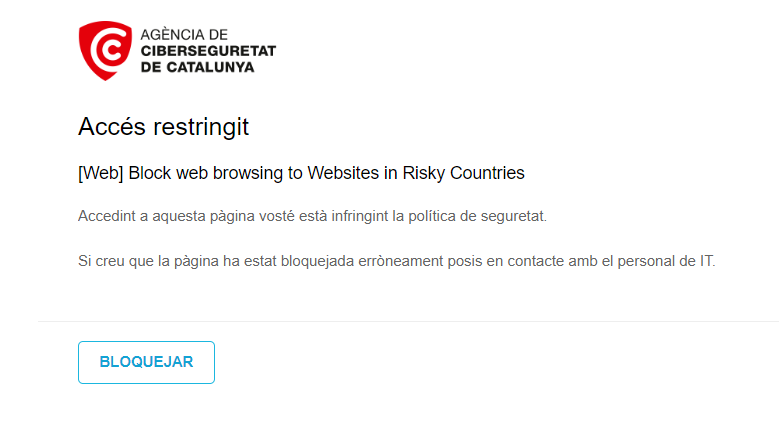 AGÈNCIA DE
CIBERSEGURETAT
DE CATALUNYA
Accés restringit
[Web] Block web browsing to Websites in Risky Countries
Accedint a aquesta pàgina vosté està infringint la política de seguretat.
Si creu que la pàgina ha estat bloquejada erròneament posis en contacte amb el personal de IT.
BLOQUEJAR